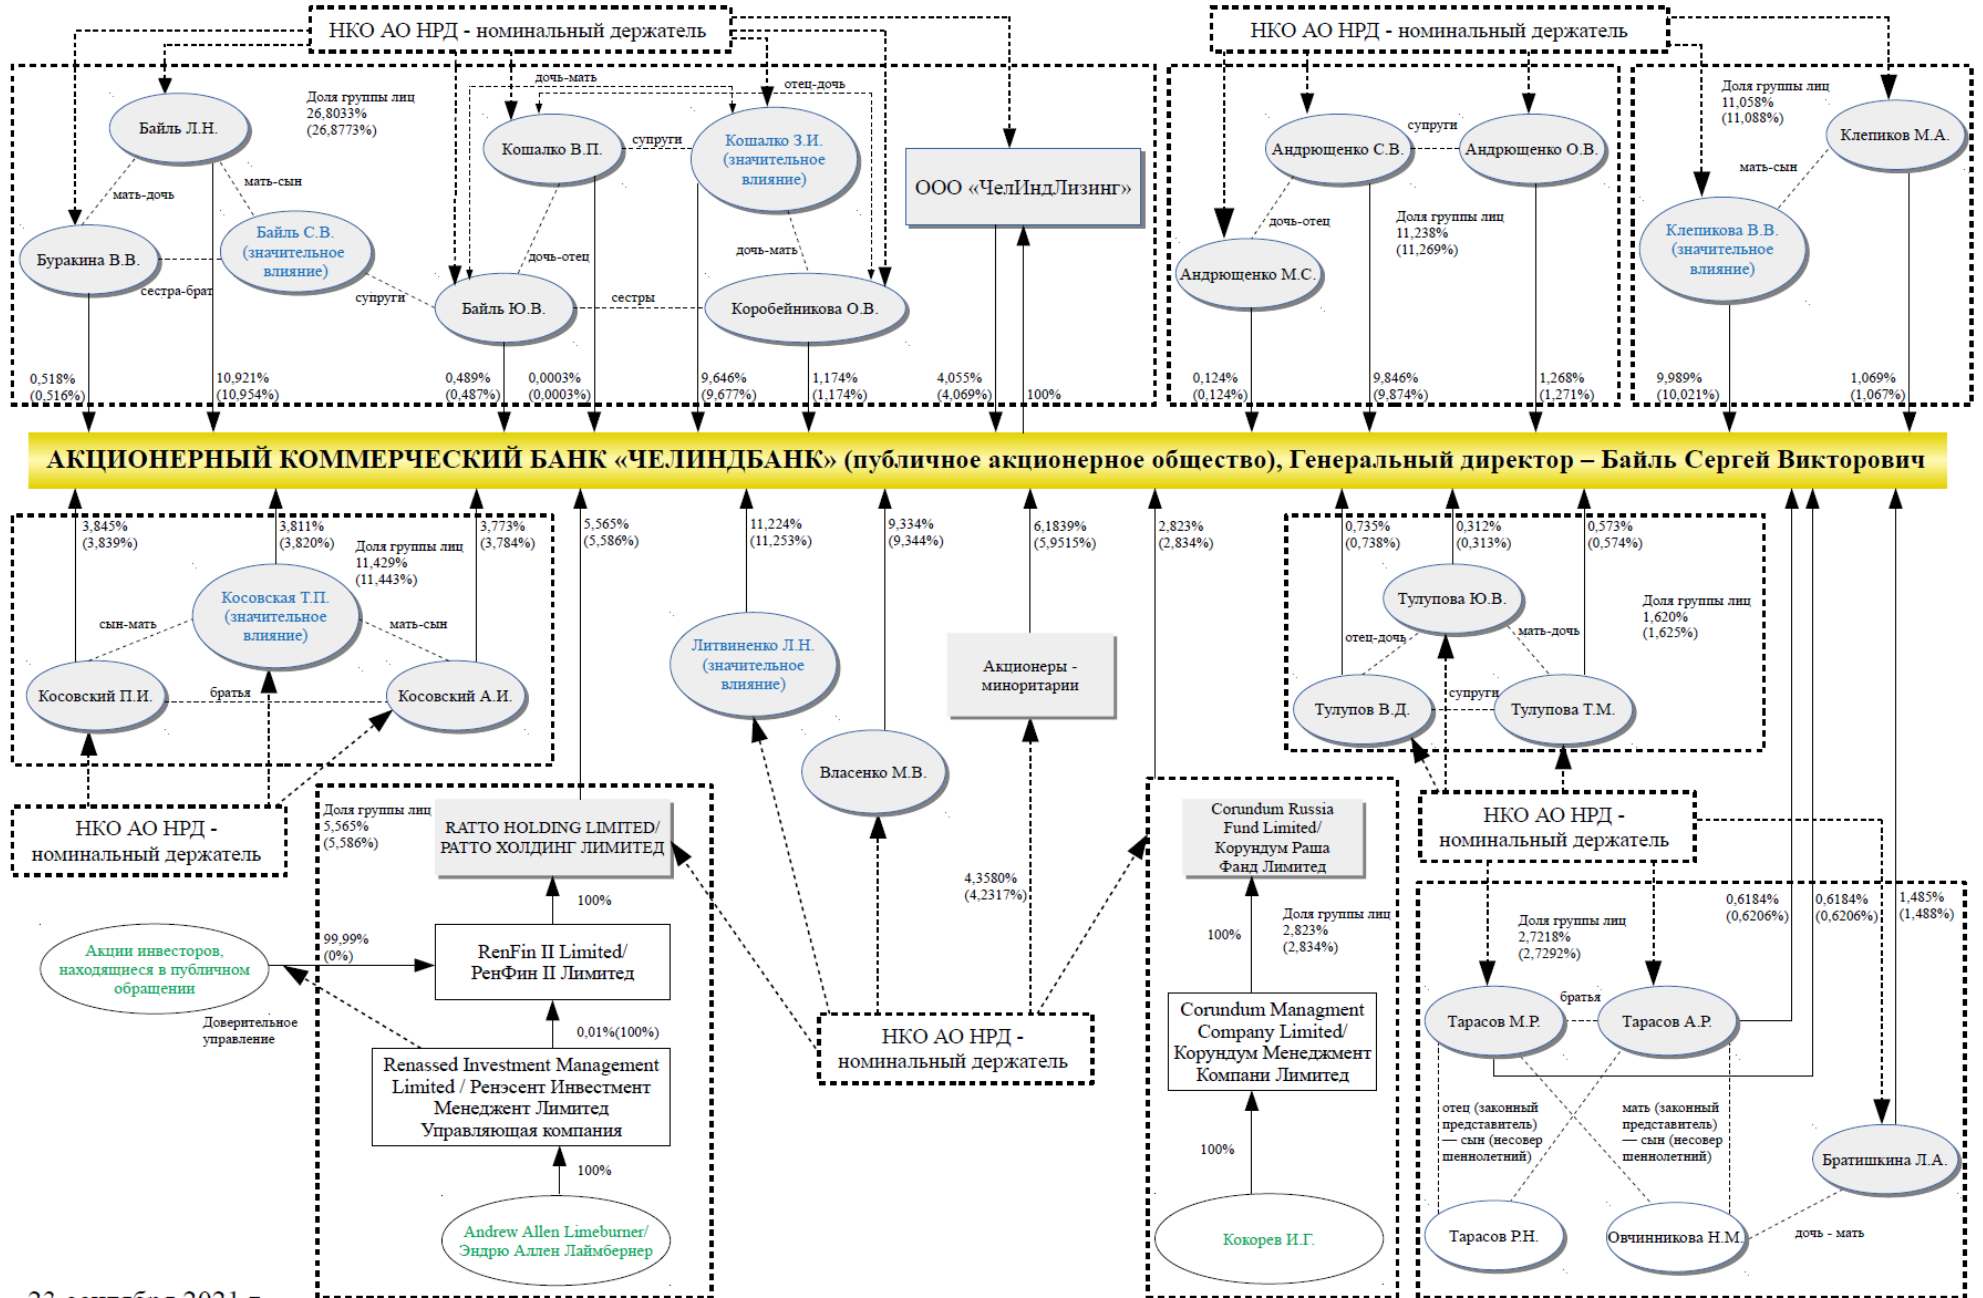 НКО АО НРД - номинальный держатель
НКО АО НРД - номинальный держатель
Байль Л.Н.
Доля группы лиц
26,8033%
(26,8773%)
дочь-мать
отец-дочь
Кошалко В.П.
супруги
Кошалко З.И.
(значительное
влияние)
ООО «ЧелИндЛизинг»
мать-дочь
мать-сын
Буракина В.В.
Байль С.В.
(значительное
влияние)
сестра-брат
супруги
дочь-отец
дочь-мать
Байль Ю.В.
сестры
Коробейникова О.В.
0,518%
(0,516%)
10,921%
(10,954%)
0,489%
(0,487%)
0,0003%
(0,0003%)
9,646%
(9,677%)
1,174%
(1,174%)
4,055%
(4,069%)
100%
Андрющенко С.В.
супруги
Андрющенко О.В.
дочь-отец
Доля группы лиц
11,238%
(11,269%)
Андрющенко М.С.
0,124%
(0,124%)
9,846%
(9,874%)
1,268%
(1,271%)
Доля группы лиц
11,058%
(11,088%)
Клепиков М.А.
мать-сын
Клепикова В.В.
(значительное
влияние)
9,989%
(10,021%)
1,069%
(1,067%)
АКЦИОНЕРНЫЙ КОММЕРЧЕСКИЙ БАНК «ЧЕЛИНДБАНК» (публичное акционерное общество), Генеральный директор – Байль Сергей Викторович
3,845%
(3,839%)
3,811%
(3,820%)
3,773%
(3,784%)
Доля группы лиц
11,429%
(11,443%)
Косовская Т.П.
(значительное
влияние)
сын-мать
мать-сын
Косовский П.И.
братья
Косовский А.И.
НКО АО НРД -
номинальный держатель
5,565%
(5,586%)
11,224%
(11,253%)
9,334%
(9,344%)
6,1839%
(5,9515%)
2,823%
(2,834%)
Литвиненко Л.Н.
(значительное
влияние)
Власенко М.В.
Акционеры -
миноритарии
0,735%
(0,738%)
0,312%
(0,313%)
0,573%
(0,574%)
Тулупова Ю.В.
Доля группы лиц
1,620%
(1,625%)
отец-дочь
мать-дочь
Тулупов В.Д.
супруги
Тулупова Т.М.
НКО АО НРД -
номинальный держатель
Доля группы лиц
5,565%
(5,586%)
RATTO HOLDING LIMITED/
РАТТО ХОЛДИНГ ЛИМИТЕД
100%
Акции инвесторов,
находящиеся в публичном
обращении
99,99%
(0%)
RenFin II Limited/
РенФин II Лимитед
Доверительное
управление
0,01%(100%)
Renassed Investment Management
Limited / Ренэсент Инвестмент
Менеджент Лимитед
Управляющая компания
100%
Andrew Allen Limeburner/
Эндрю Аллен Лаймбернер
4,3580%
(4,2317%)
НКО АО НРД -
номинальный держатель
Corundum Russia
Fund Limited/
Корундум Раша
Фанд Лимитед
100%
Доля группы лиц
2,823%
(2,834%)
Corundum Managment
Company Limited/
Корундум Менеджмент
Компани Лимитед
100%
Кокорев И.Г.
0,6184%
(0,6206%)
0,6184%
(0,6206%)
1,485%
(1,488%)
Доля группы лиц
2,7218%
(2,7292%)
Тарасов М.Р.
братья
Тарасов А.Р.
отец (законный
представитель)
— сын (несовер
шеннолетний)
мать (законный
представитель)
— сын (несовер
шеннолетний)
Братишкина Л.А.
Тарасов Р.Н.
Овчинникова Н.М.
дочь - мать
23 сентября 2021 г.